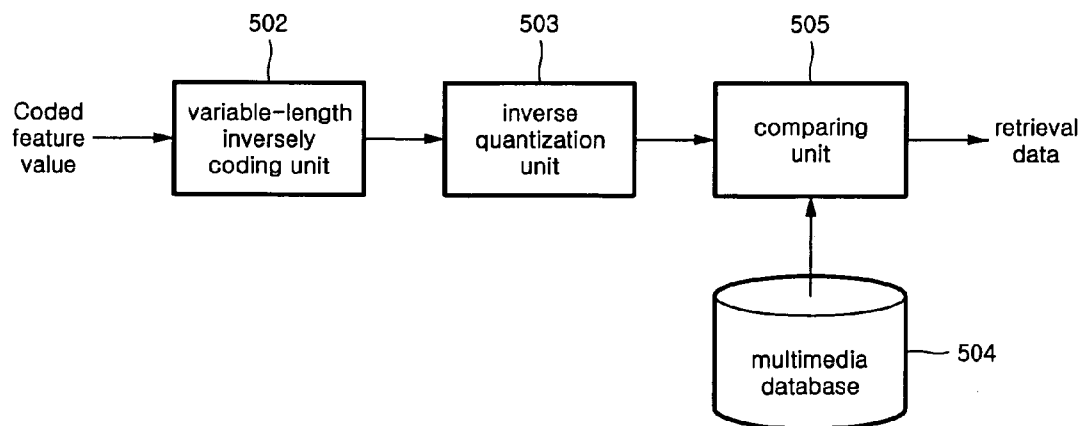 502
503
505
Coded
feature
value
variable-length
inversely
coding unit
inverse
quantization
unit
comparing
unit
retrieval
data
multimedia
database
504